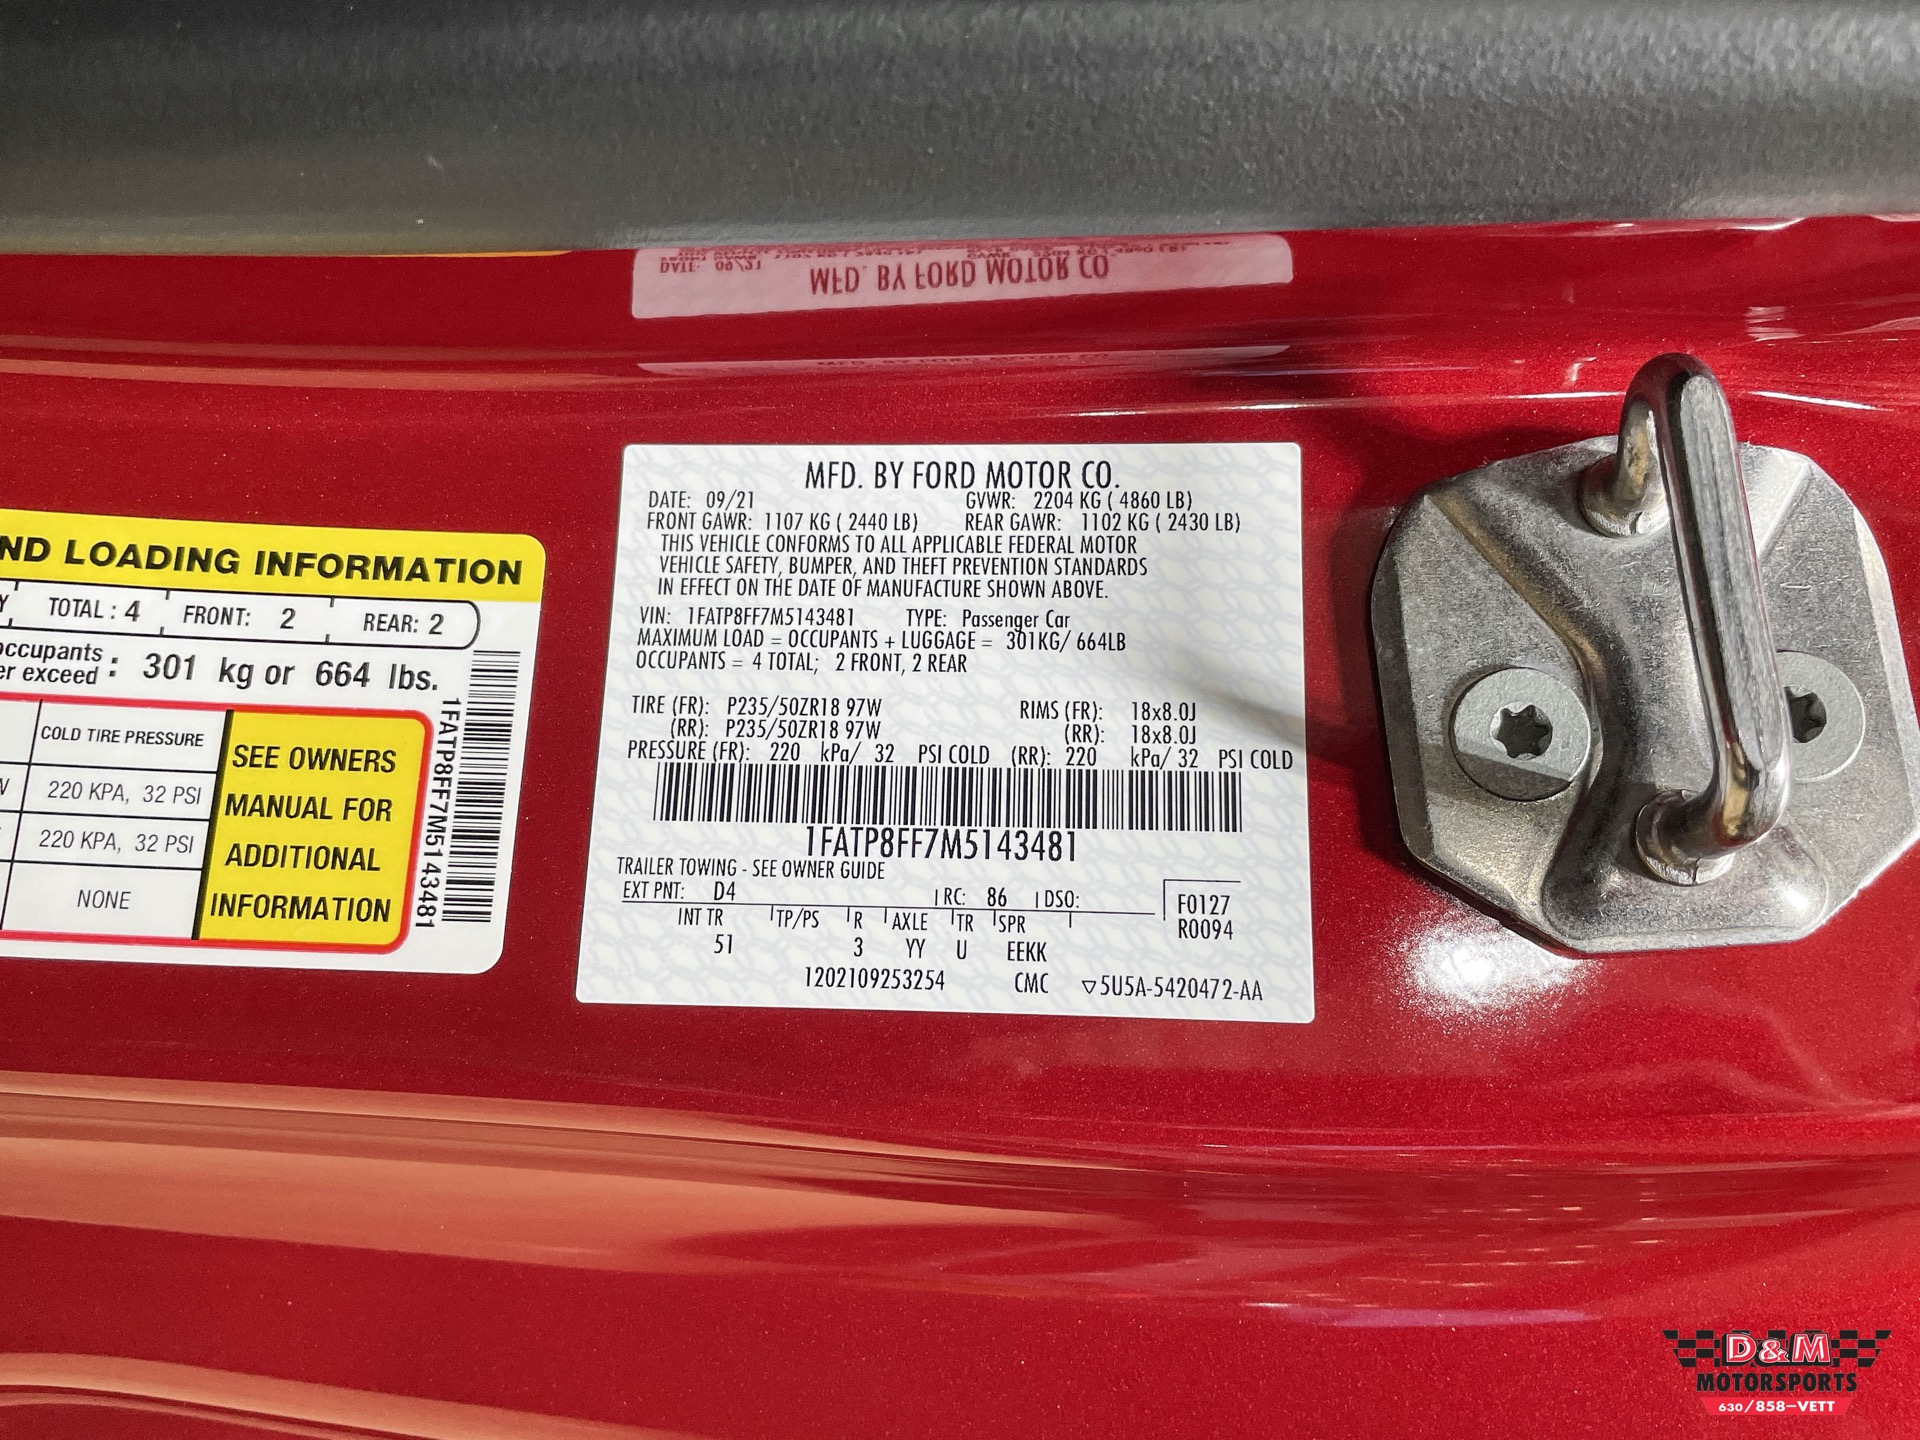 MFD. BY FORD MOTOR CO.
DATE: 09/21
MFD. BY FORD MOTOR CO.
MFD. BY FORD MOTOR CO.
DATE: 09/21 GVWR: 2204 KG ( 4860 LB)
FRONT GAWR: 1107 KG ( 2440 LB) REAR GAWR: 1102 KG ( 2430 LB)
THIS VEHICLE CONFORMS TO ALL APPLICABLE FEDERAL MOTOR
VEHICLE SAFETY, BUMPER, AND THEFT PREVENTION STANDARDS
IN EFFECT ON THE DATE OF MANUFACTURE SHOWN ABOVE.
VIN: 1FATP8FF7M5143481 TYPE: Passenger Car
MAXIMUM LOAD = OCCUPANTS + LUGGAGE = 301KG/ 664LB
OCCUPANTS = 4 TOTAL; 2 FRONT, 2 REAR
TIRE (FR): P235/50ZR18 97W RIMS (FR): 18x8.0J
(RR): P235/50ZR18 97W (RR): 18x8.0J
PRESSURE (FR): 220 kPa/ 32 PSI COLD (RR): 220 kPa/ 32 PSI COLD
1FATP8FF7M5143481
TRAILER TOWING - SEE OWNER GUIDE
EXT PNT: D4 RC: 86 DSO: F0127
INT TR TP/PS R AXLE TR SPR R0094
51 3 YY U EEKK
1202109253254 CMC ▽5U5A-5420472-AA
ND LOADING INFORMATION
Y TOTAL : 4 FRONT: 2 REAR: 2
occupants
er exceed : 301 kg or 664 lbs.
COLD TIRE PRESSURE
220 KPA, 32 PSI
220 KPA, 32 PSI
NONE
SEE OWNERS
MANUAL FOR
ADDITIONAL
INFORMATION
1FATP8FF7M5143481
D&M
MOTORSPORTS
630/858-VETT